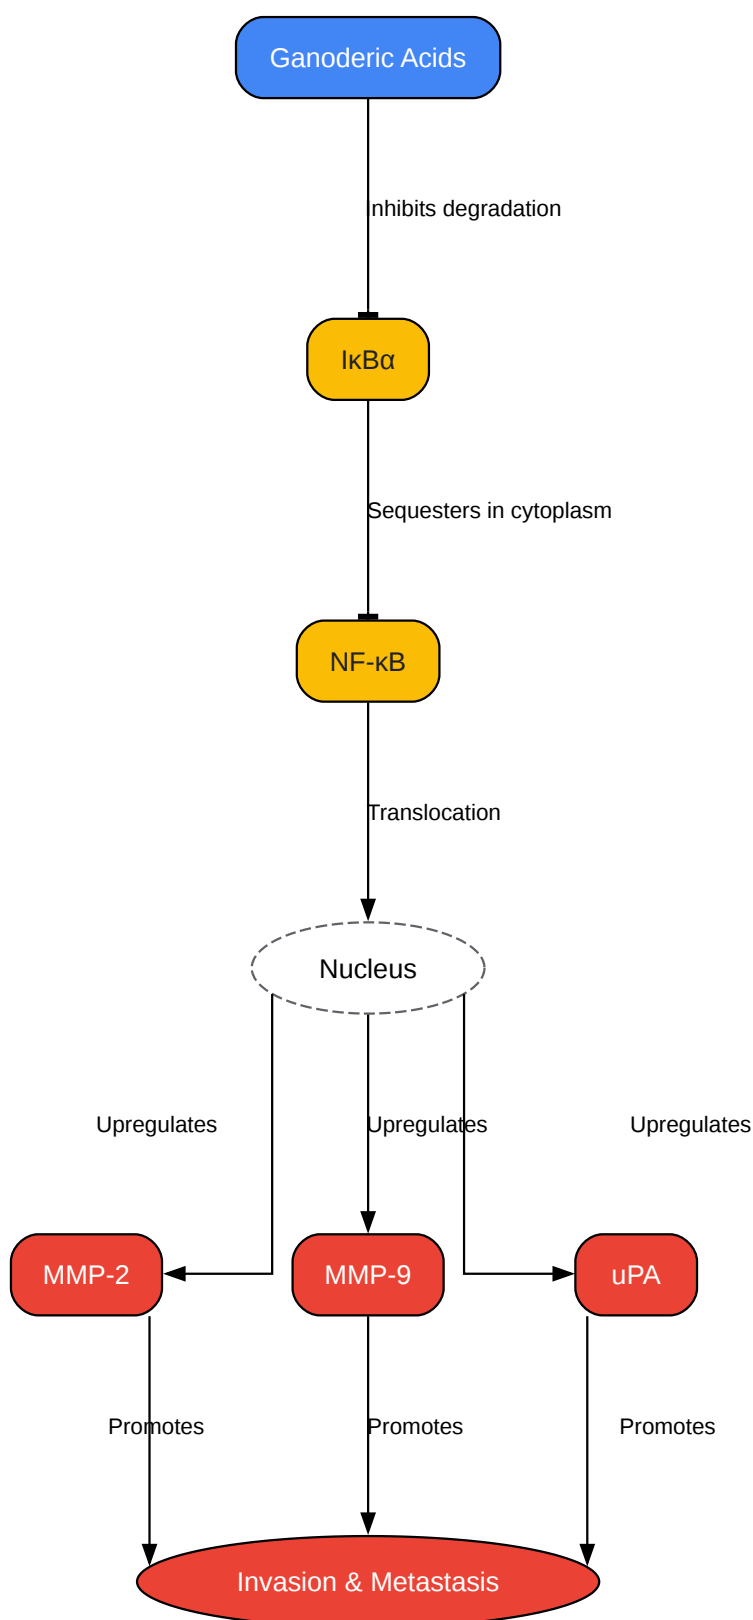 Ganoderic Acids
Inhibits degradation
IκBα
Sequesters in cytoplasm
NF-κB
Translocation
Nucleus
Upregulates
Upregulates
Upregulates
MMP-2
MMP-9
uPA
Promotes
Promotes
Promotes
Invasion & Metastasis